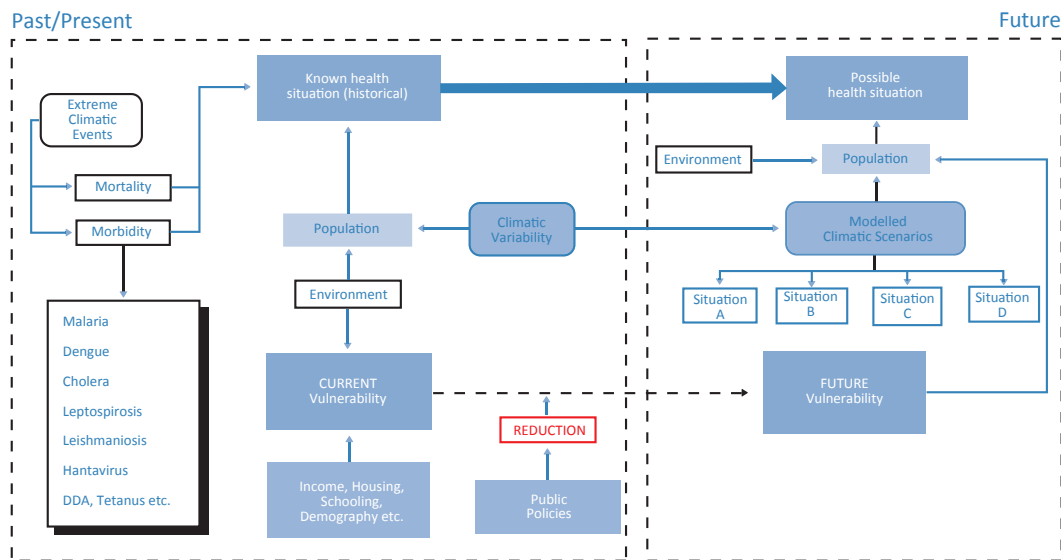 Past/Present
Future
Known health
situation (historical)
Possible
health situation
Extreme
Climatic
Events
Mortality
Morbidity
Environment
Population
Population
Climatic
Variability
Modelled
Climatic Scenarios
Environment
Situation
A
Situation
B
Situation
C
Situation
D
Malaria
Dengue
Cholera
Leptospirosis
Leishmaniosis
Hantavirus
DDA, Tetanus etc.
CURRENT
Vulnerability
FUTURE
Vulnerability
REDUCTION
Income, Housing,
Schooling,
Demography etc.
Public
Policies